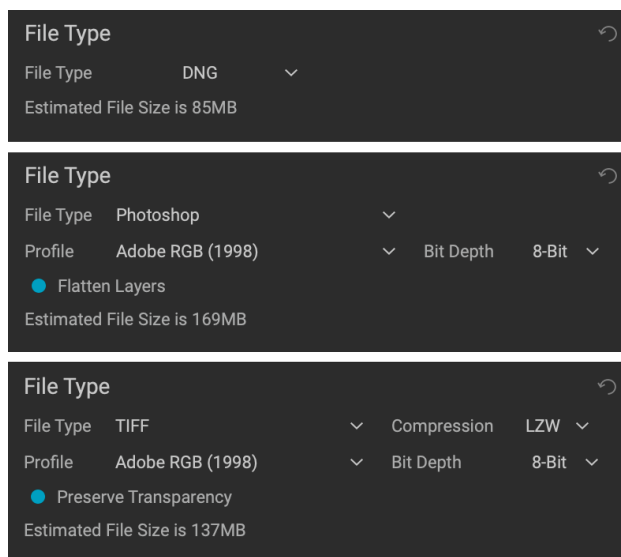 File Type
File Type DNG
Estimated File Size is 85MB
File Type
File Type Photoshop
Profile Adobe RGB (1998) Bit Depth 8-Bit
Flatten Layers
Estimated File Size is 169MB
File Type
File Type TIFF Compression LZW
Profile Adobe RGB (1998) Bit Depth 8-Bit
Preserve Transparency
Estimated File Size is 137MB